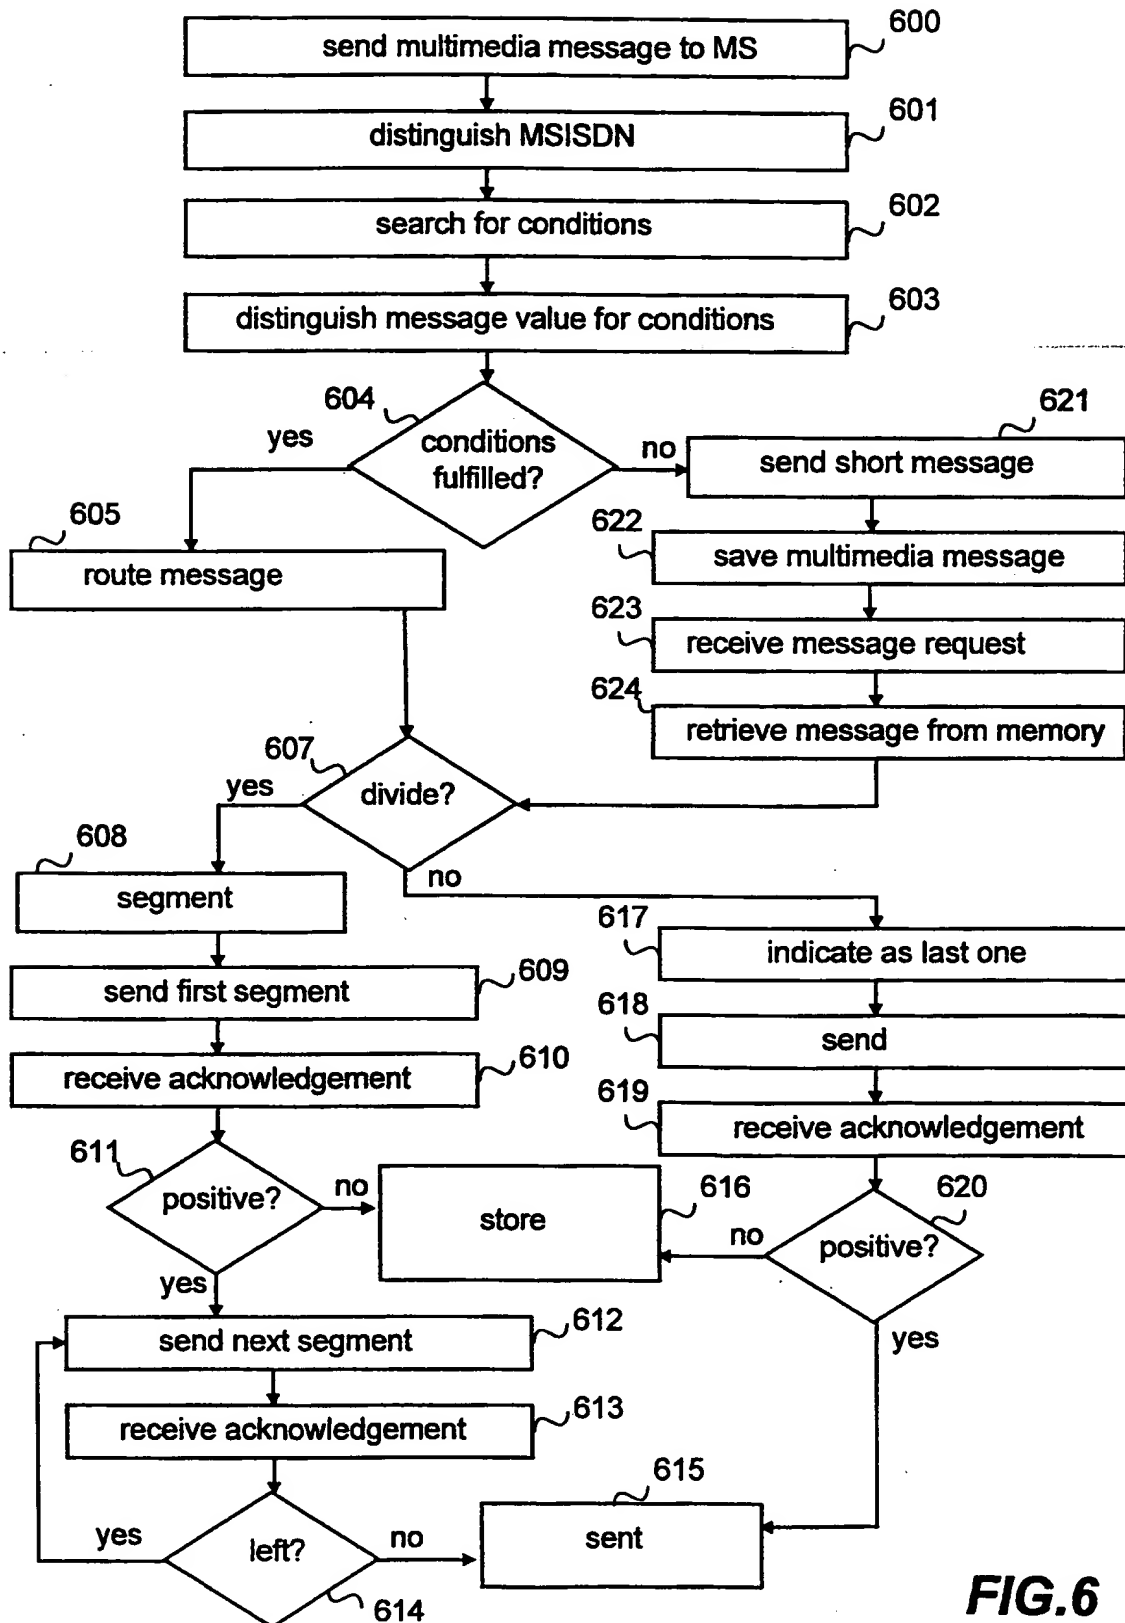 send multimedia message to MS
600
distinguish MSISDN
601
search for conditions
602
distinguish message value for conditions
603
604
conditions
fulfilled?
yes
no
621
send short message
605
route message
622
save multimedia message
623
receive message request
624
retrieve message from memory
607
divide?
yes
no
608
segment
617
indicate as last one
send first segment
609
618
send
receive acknowledgement
610
619
receive acknowledgement
611
positive?
no
yes
store
616
620
positive?
no
yes
send next segment
612
receive acknowledgement
613
left?
yes
no
614
615
sent
FIG.6